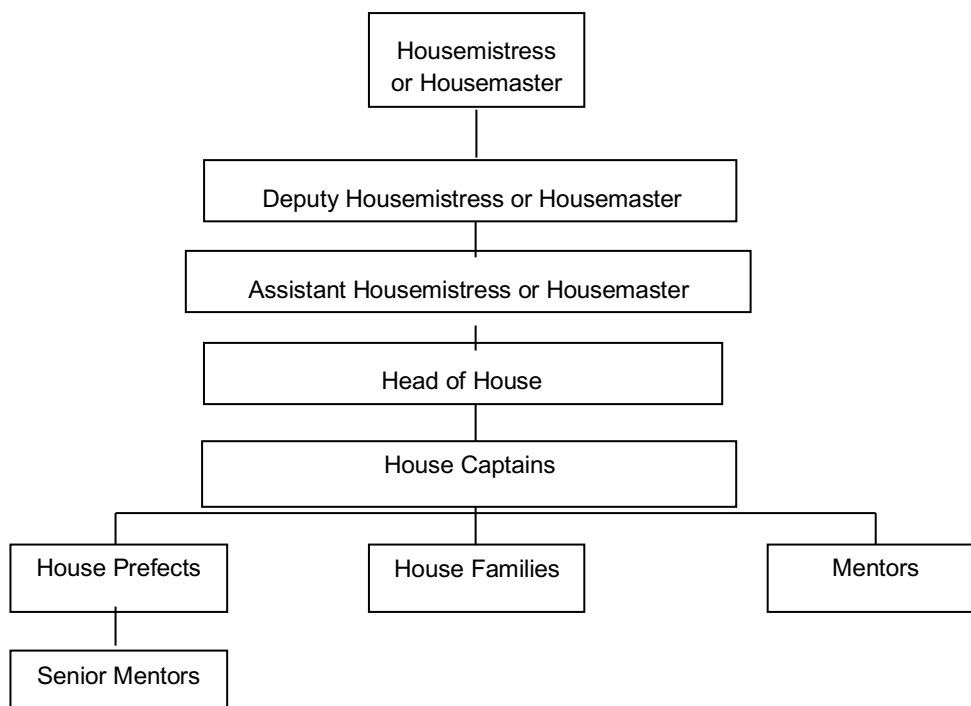 Housemistress
or Housemaster
Deputy Housemistress or Housemaster
Assistant Housemistress or Housemaster
Head of House
House Captains
House Prefects
House Families
Mentors
Senior Mentors